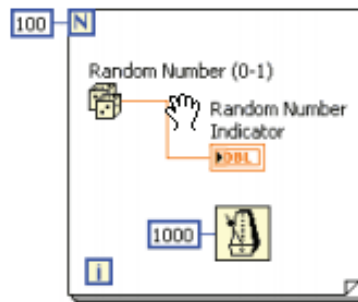 100 N
Random Number (0-1)
Random Number
Indicator
DBL
1000
i